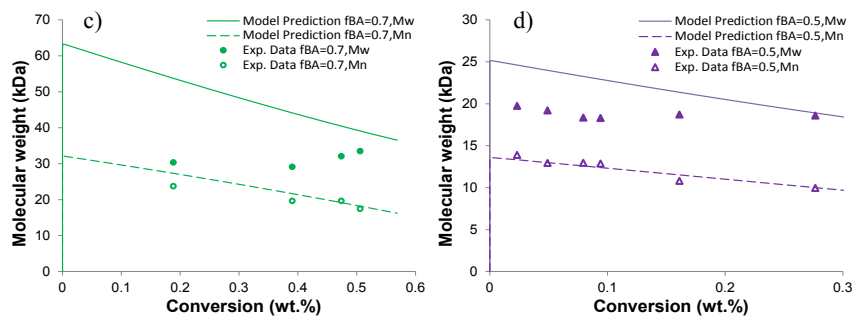 c)
Model Prediction fBA=0.7,Mw
Model Prediction fBA=0.7,Mn
Exp. Data fBA=0.7,Mw
Exp. Data fBA=0.7,Mn
Molecular weight (kDa)
70
60
50
40
30
20
10
0
0 0.1 0.2 0.3 0.4 0.5 0.6
Conversion (wt.%)
d)
Model Prediction fBA=0.5,Mw
Model Prediction fBA=0.5,Mn
Exp. Data fBA=0.5,Mw
Exp. Data fBA=0.5,Mn
Molecular weight (kDa)
30
25
20
15
10
5
0
0 0.1 0.2 0.3
Conversion (wt.%)